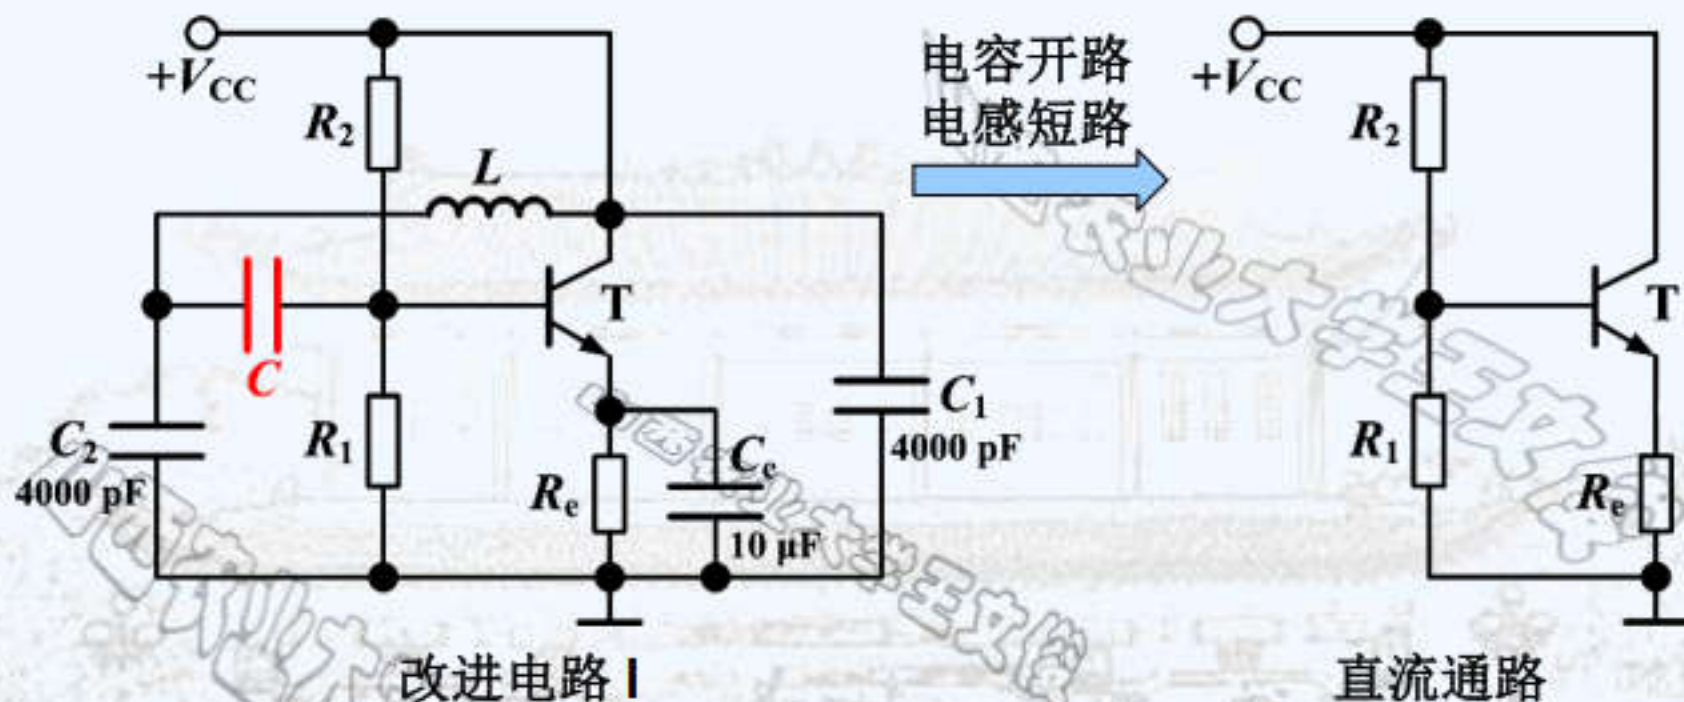 +VCC
R2
L
T
C
C2
4000 pF
R1
Re
Ce
10 μF
C1
4000 pF
改进电路 I
电容开路
电感短路
+VCC
R2
T
R1
Re
直流通路